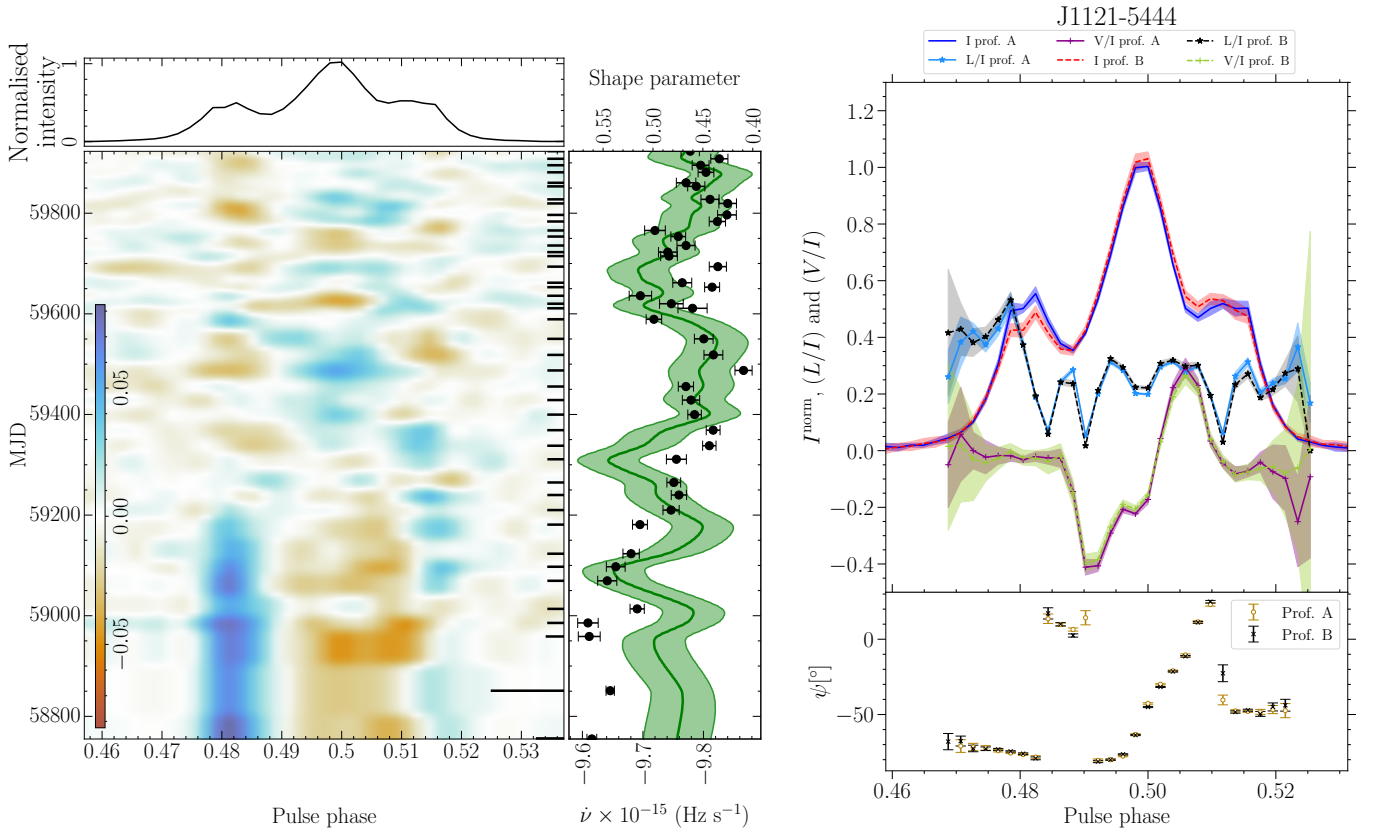 J1121-5444
I prof. A
V/I prof. A
L/I prof. B
L/I prof. A
I prof. B
V/I prof. B
Normalised
intensity
1
0
Shape parameter
0.55
0.50
0.45
0.40
MJD
59800
59600
59400
59200
59000
58800
0.05
0.00
−0.05
0.46
0.47
0.48
0.49
0.5
0.51
0.52
0.53
Pulse phase
−9.6
−9.7
−9.8
ν̇ × 10⁻¹⁵ (Hz s⁻¹)
Iⁿᵒʳᵐ, (L/I) and (V/I)
1.2
1.0
0.8
0.6
0.4
0.2
0.0
−0.2
−0.4
Prof. A
Prof. B
ψ[°]
0
−50
0.46
0.48
0.50
0.52
Pulse phase